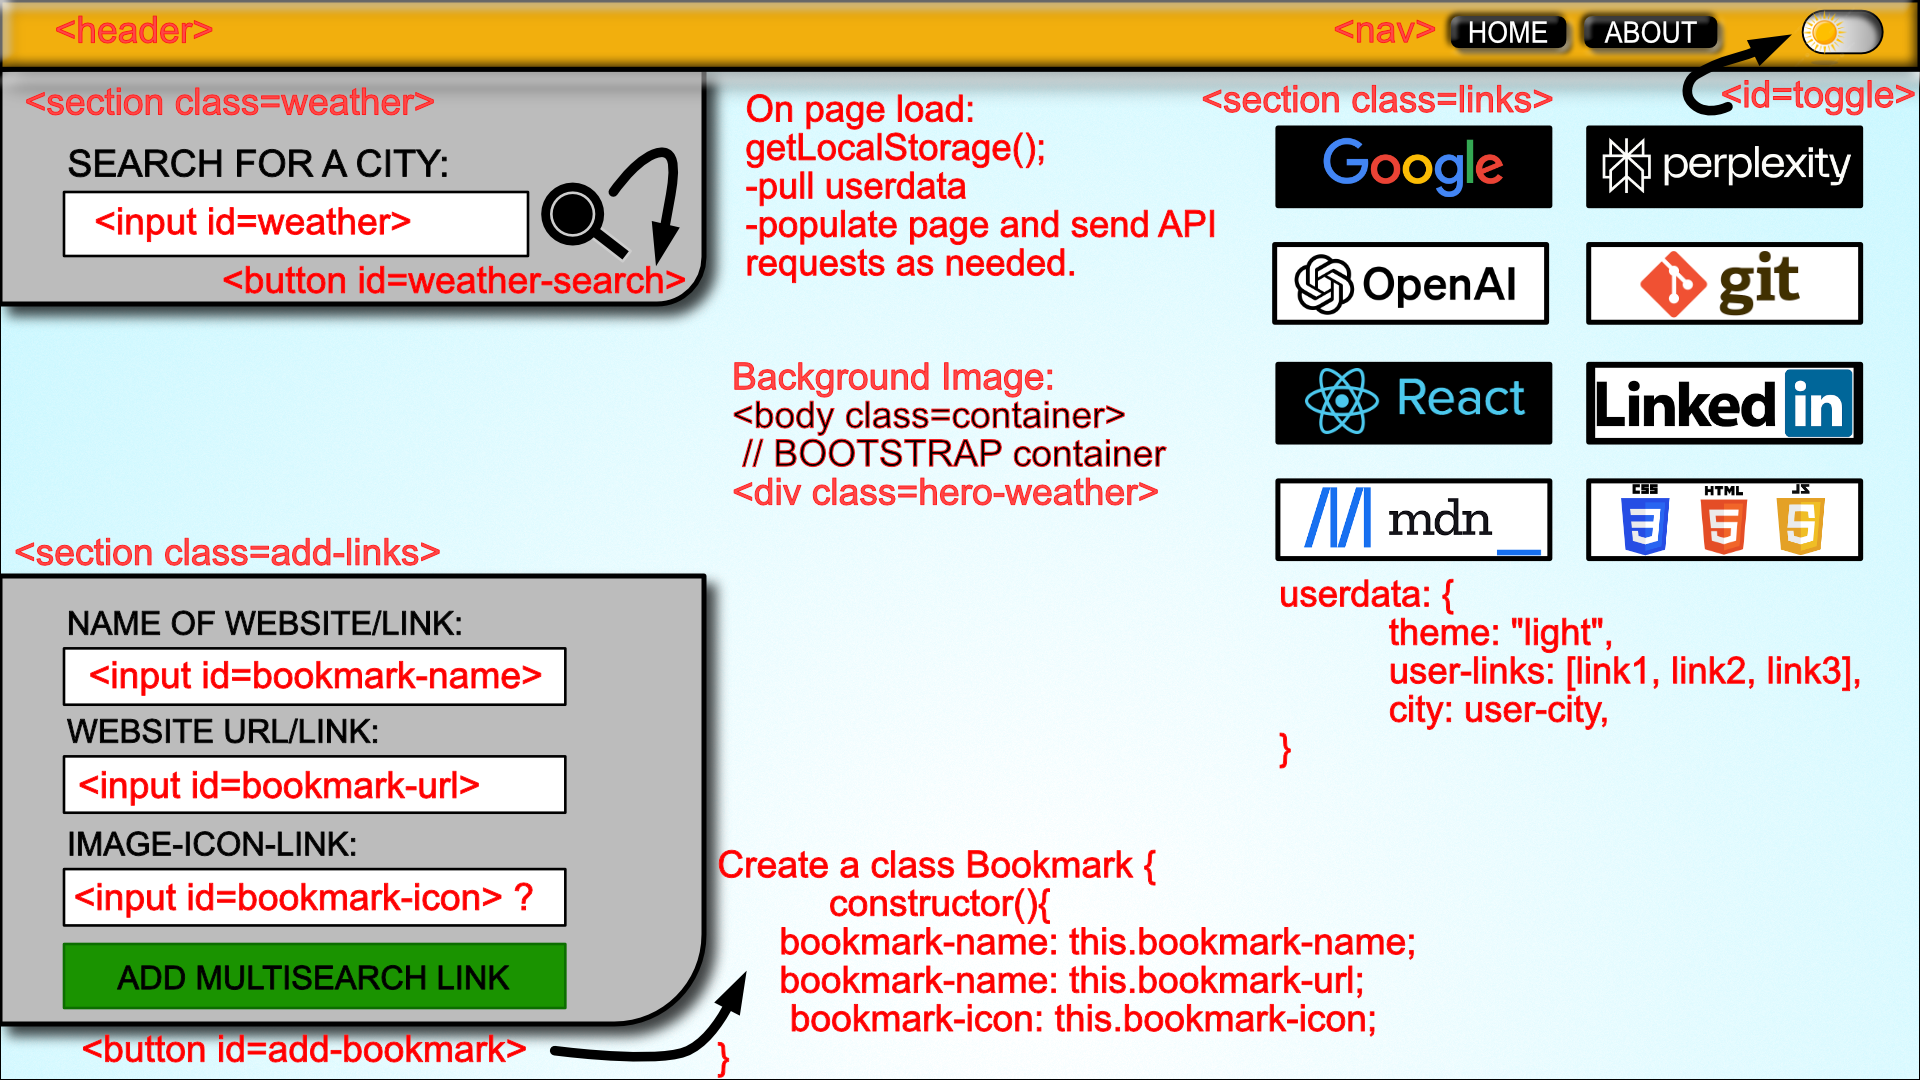 <header>
<nav>
HOME
ABOUT
<section class=weather>
SEARCH FOR A CITY:
<input id=weather>
<button id=weather-search>
On page load:
getLocalStorage();
-pull userdata
-populate page and send API
requests as needed.
<section class=links>
<id=toggle>
Google
perplexity
OpenAI
git
React
Linked in
mdn_
CSS HTML JS
3 5 5
Background Image:
<body class=container>
// BOOTSTRAP container
<div class=hero-weather>
userdata: {
theme: "light",
user-links: [link1, link2, link3],
city: user-city,
}
<section class=add-links>
NAME OF WEBSITE/LINK:
<input id=bookmark-name>
WEBSITE URL/LINK:
<input id=bookmark-url>
IMAGE-ICON-LINK:
<input id=bookmark-icon> ?
ADD MULTISEARCH LINK
<button id=add-bookmark>
Create a class Bookmark {
constructor(){
bookmark-name: this.bookmark-name;
bookmark-name: this.bookmark-url;
bookmark-icon: this.bookmark-icon;
}